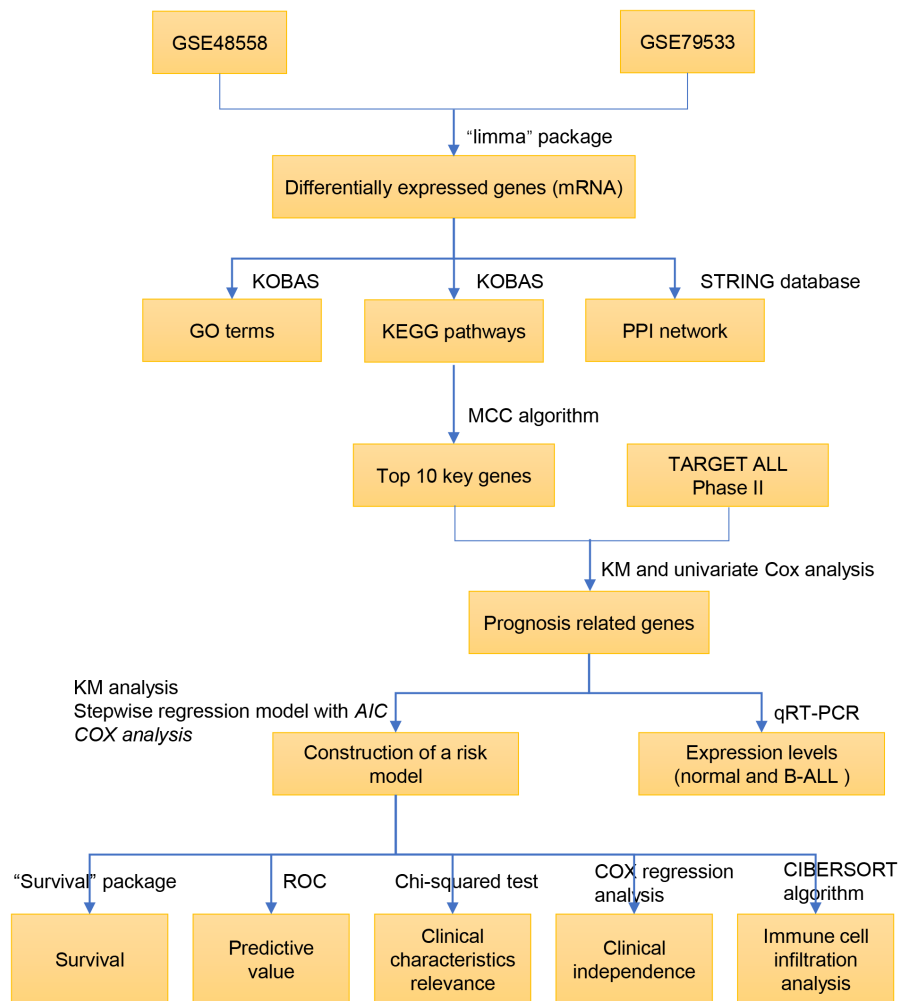 GSE48558
GSE79533
“limma” package
Differentially expressed genes (mRNA)
KOBAS
KOBAS
STRING database
GO terms
KEGG pathways
PPI network
MCC algorithm
Top 10 key genes
TARGET ALL
Phase II
KM and univariate Cox analysis
Prognosis related genes
KM analysis
Stepwise regression model with AIC
COX analysis
qRT-PCR
Construction of a risk
model
Expression levels
(normal and B-ALL )
“Survival” package
ROC
Chi-squared test
COX regression
analysis
CIBERSORT
algorithm
Survival
Predictive
value
Clinical
characteristics
relevance
Clinical
independence
Immune cell
infiltration
analysis